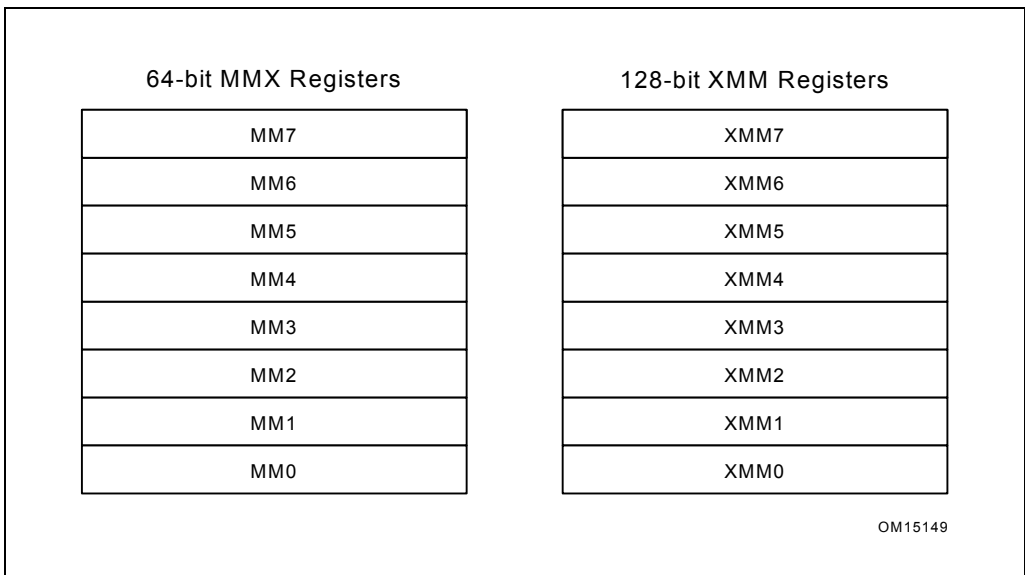 64-bit MMX Registers
MM7
MM6
MM5
MM4
MM3
MM2
MM1
MM0
128-bit XMM Registers
XMM7
XMM6
XMM5
XMM4
XMM3
XMM2
XMM1
XMM0
OM15149